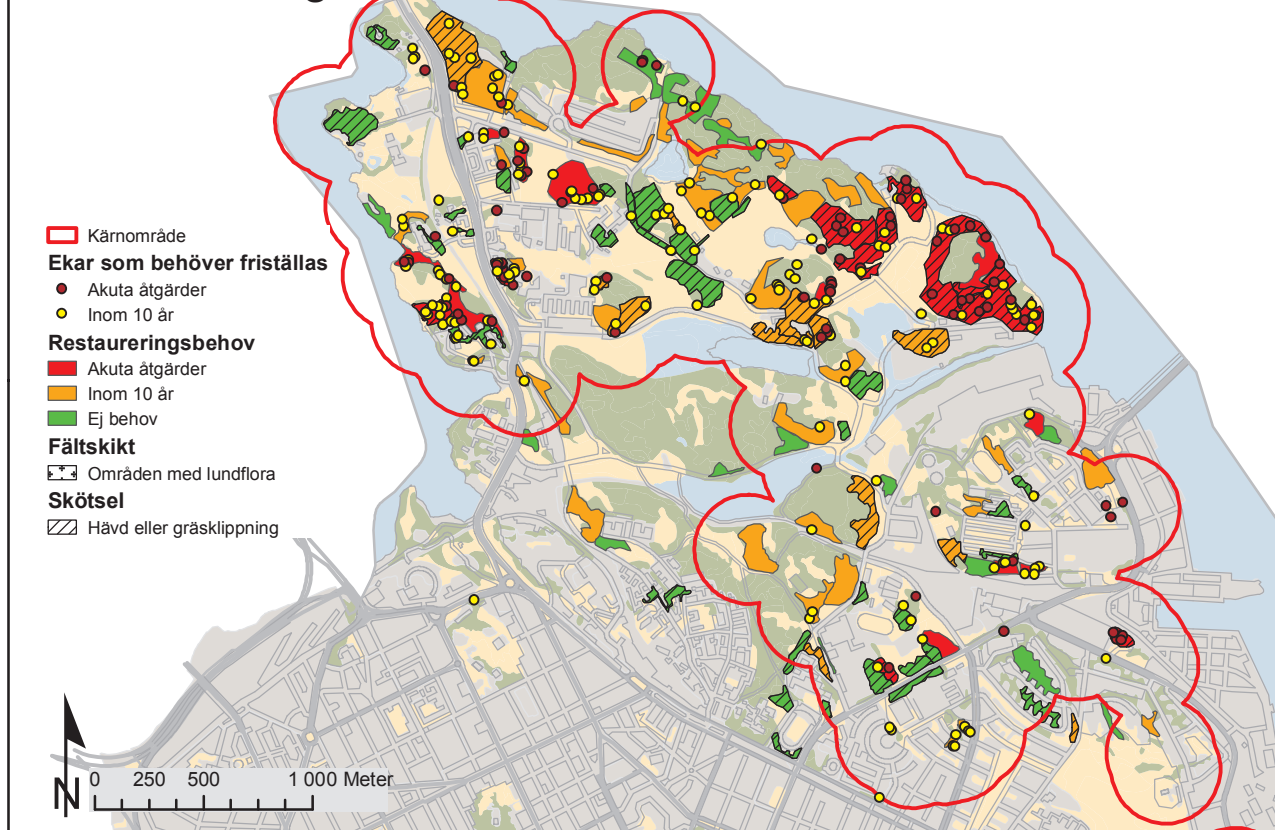 Kärnområde
Ekar som behöver friställas
Akuta åtgärder
Inom 10 år
Restaureringsbehov
Akuta åtgärder
Inom 10 år
Ej behov
Fältskikt
Områden med lundflora
Skötsel
Hävd eller gräsklippning
N
0 250 500 1 000 Meter